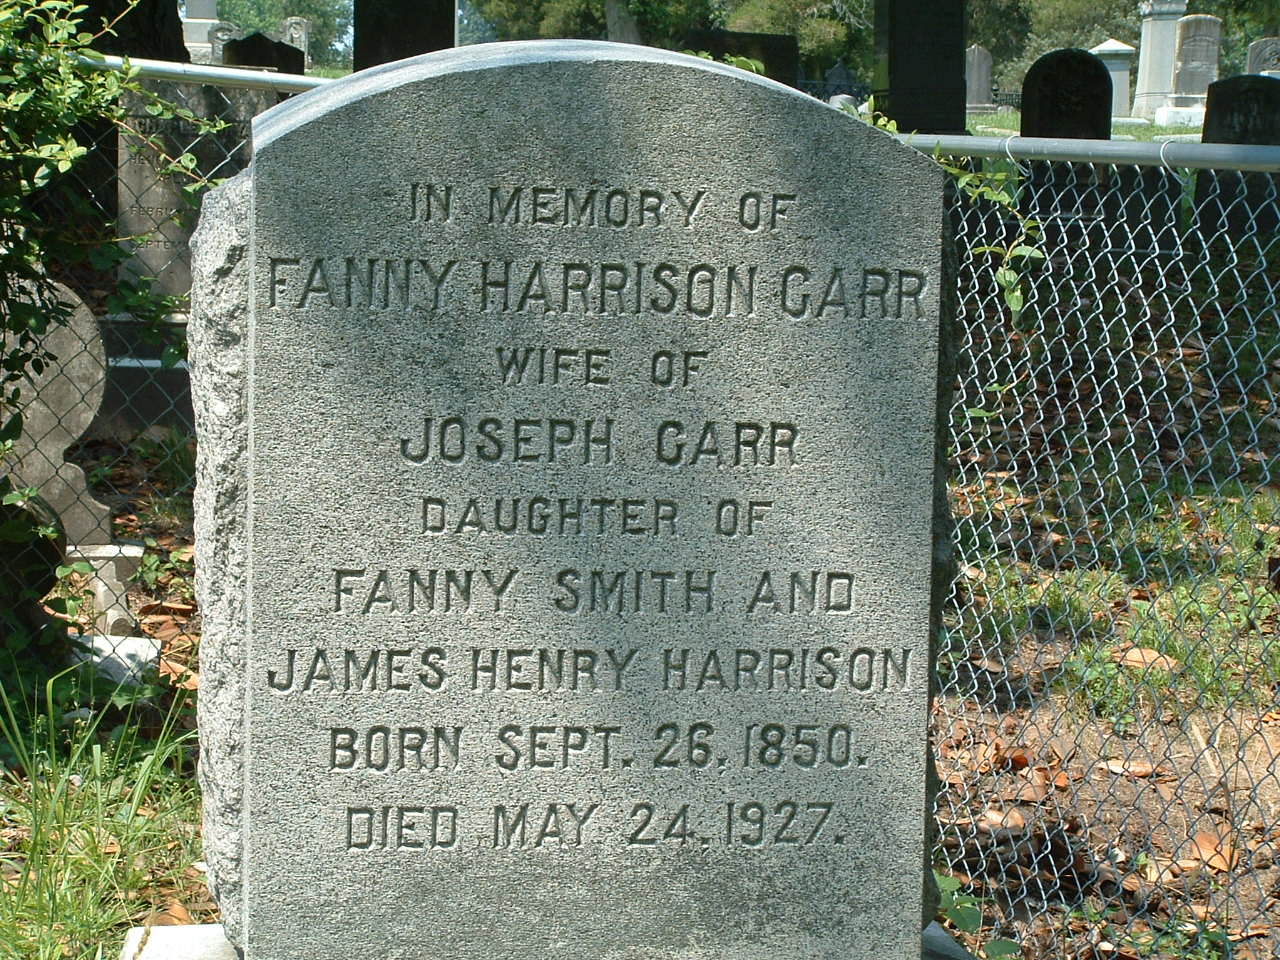 IN MEMORY OF
FANNY HARRISON CARR
WIFE OF
JOSEPH CARR
DAUGHTER OF
FANNY SMITH AND
JAMES HENRY HARRISON
BORN SEPT. 26, 1850.
DIED MAY 24, 1927.